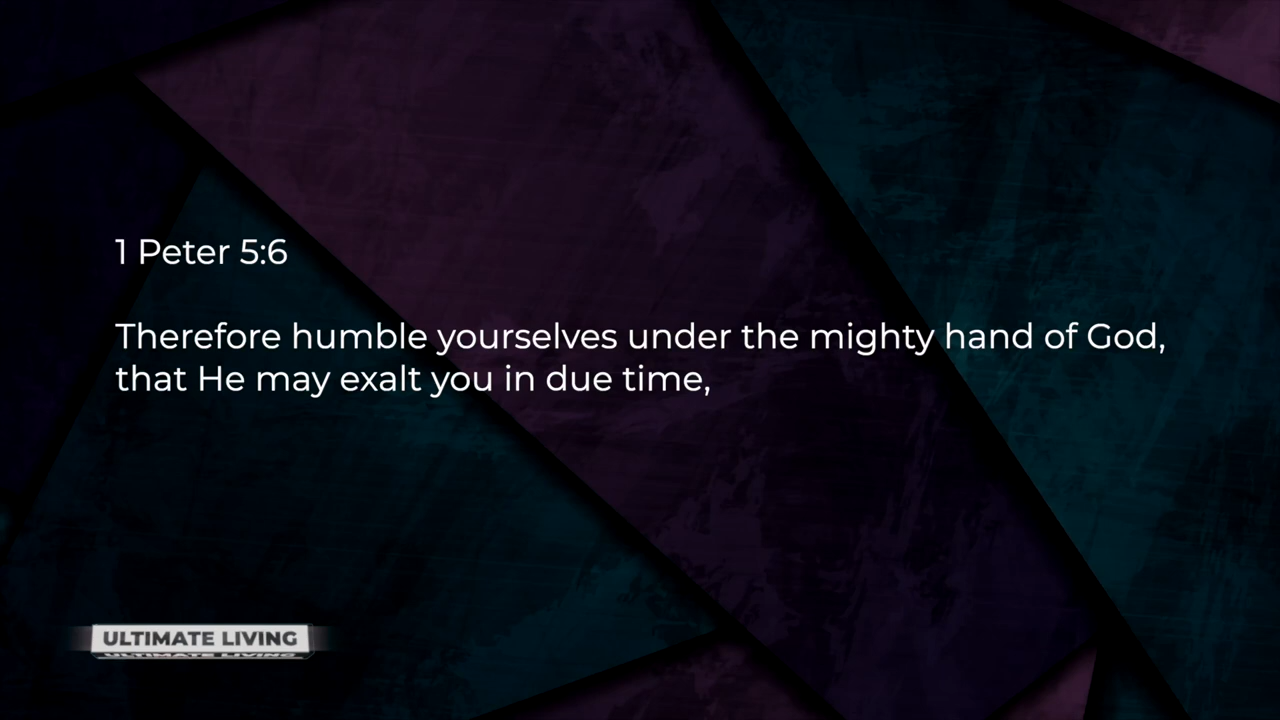 1 Peter 5:6
Therefore humble yourselves under the mighty hand of God,
that He may exalt you in due time,
ULTIMATE LIVING